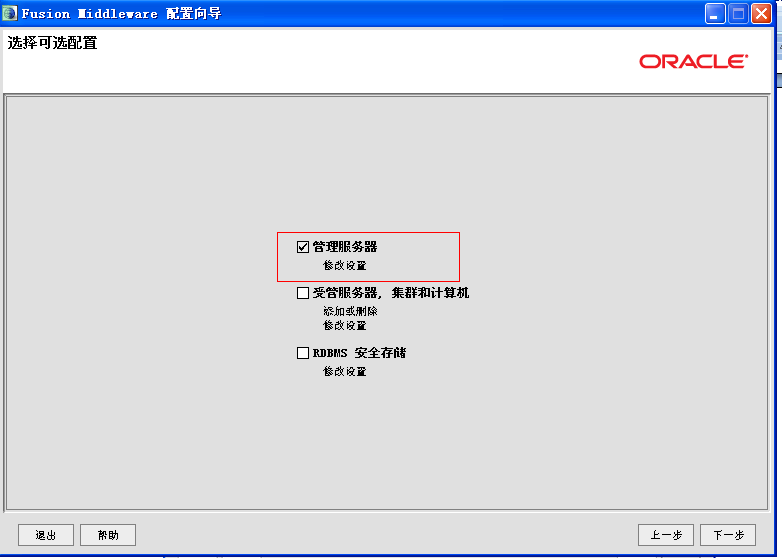 Fusion Middleware 配置向导
选择可选配置
ORACLE
管理服务器
修改设置
受管服务器, 集群和计算机
添加或删除
修改设置
RDBMS 安全存储
修改设置
退出
帮助
上一步
下一步